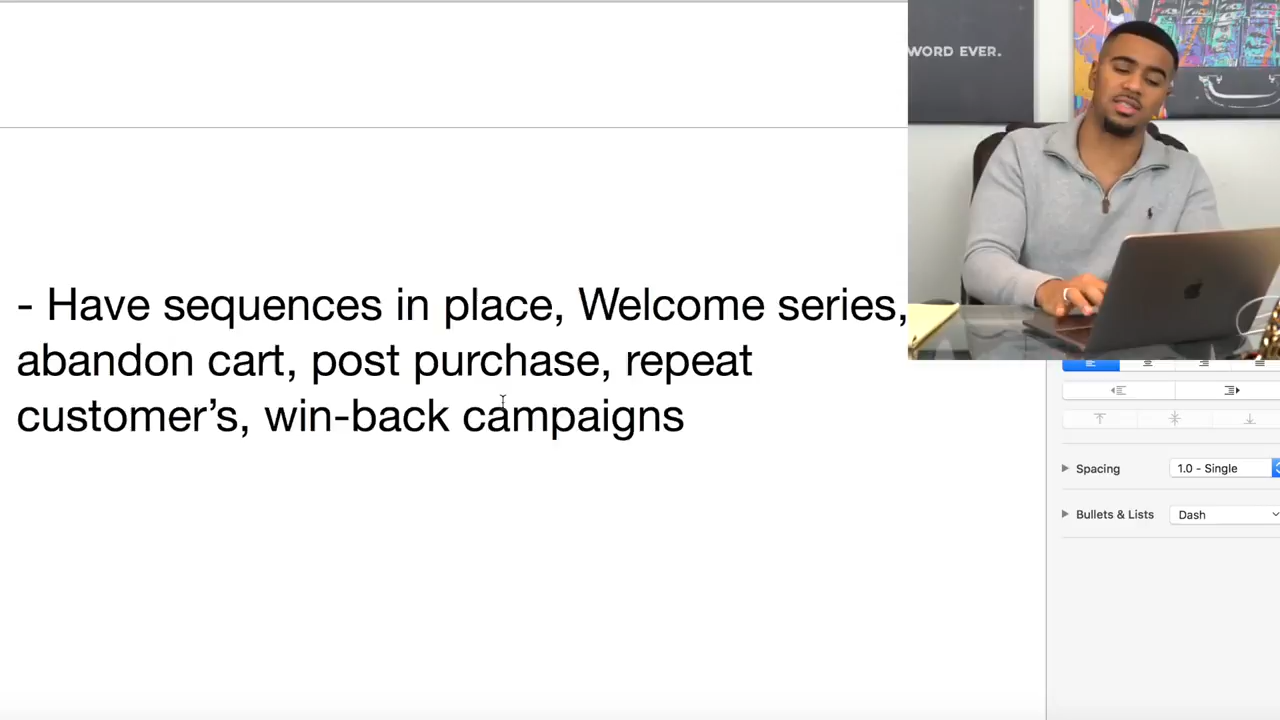 WORD EVER.
- Have sequences in place, Welcome series,
abandon cart, post purchase, repeat
customer’s, win-back campaigns
Spacing
1.0 - Single
Bullets & Lists
Dash